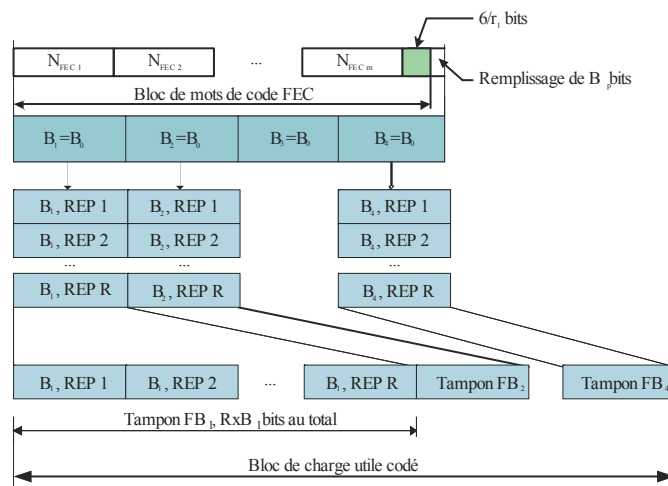 6/r₁ bits
N_FEC 1 N_FEC 2 ... N_FEC m
Remplissage de B_p bits
Bloc de mots de code FEC
B₁=B₀ B₂=B₀ B₃=B₀ B₄=B₀
B₁, REP 1 B₂, REP 1 B₄, REP 1
B₁, REP 2 B₂, REP 2 B₄, REP 2
... ... ...
B₁, REP R B₂, REP R B₄, REP R
B₁, REP 1 B₁, REP 2 ... B₁, REP R Tampon FB₂ Tampon FB₄
Tampon FB₁, RxB₁ bits au total
Bloc de charge utile codé